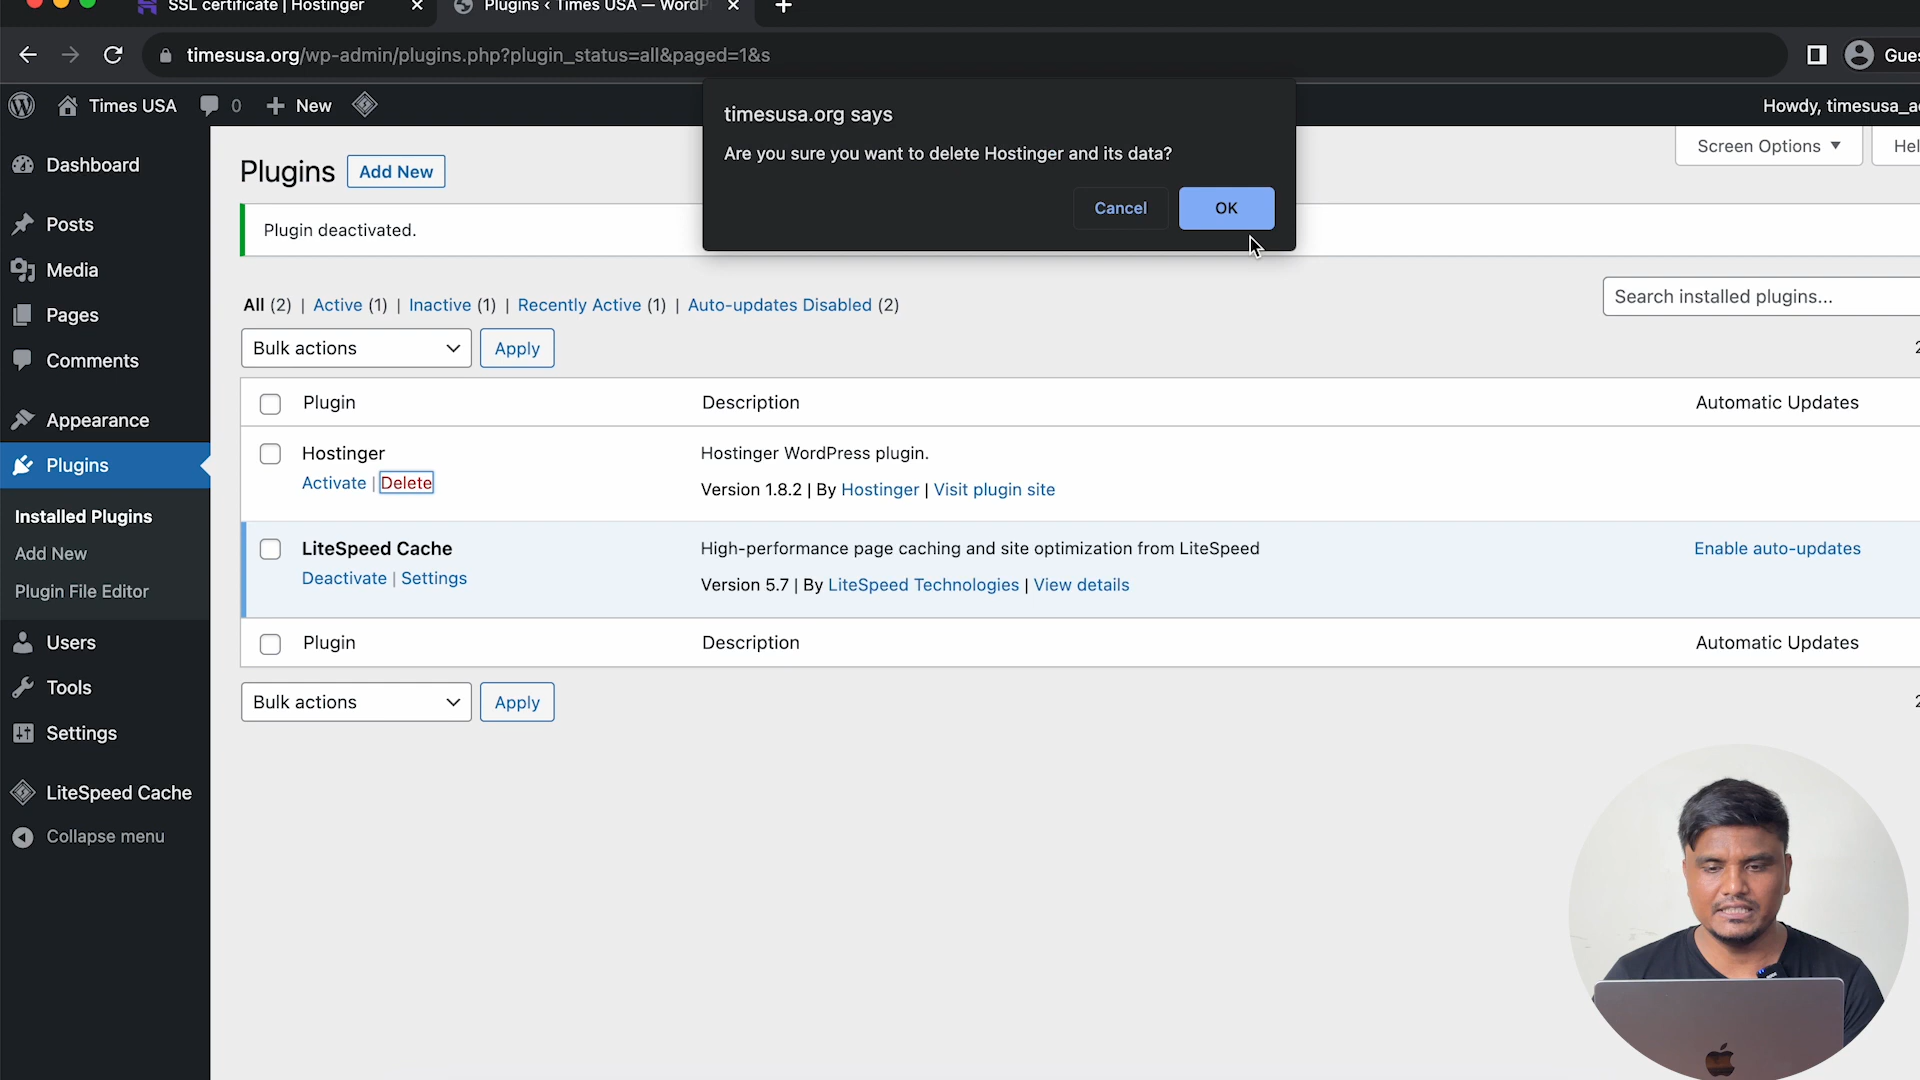 SSL certificate | Hostinger
Plugins ‹ Times USA — WordP
timesusa.org/wp-admin/plugins.php?plugin_status=all&paged=1&s
Gues
Times USA 0 + New
Howdy, timesusa_a
timesusa.org says
Are you sure you want to delete Hostinger and its data?
Cancel OK
Dashboard
Posts
Media
Pages
Comments
Appearance
Plugins
Installed Plugins
Add New
Plugin File Editor
Users
Tools
Settings
LiteSpeed Cache
Collapse menu
Plugins Add New
Screen Options ▼ Hel
Plugin deactivated.
All (2) | Active (1) | Inactive (1) | Recently Active (1) | Auto-updates Disabled (2)
Search installed plugins...
Bulk actions Apply
2
Plugin Description Automatic Updates
Hostinger Hostinger WordPress plugin.
Activate | Delete
Version 1.8.2 | By Hostinger | Visit plugin site
LiteSpeed Cache High-performance page caching and site optimization from LiteSpeed Enable auto-updates
Deactivate | Settings
Version 5.7 | By LiteSpeed Technologies | View details
Plugin Description Automatic Updates
Bulk actions Apply
2